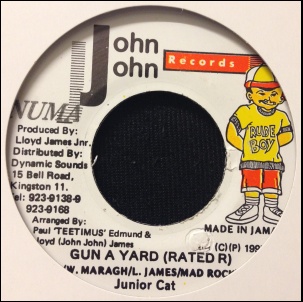 John
John
Records
NUMA
Produced By:
Lloyd James Jnr.
Distributed By:
Dynamic Sounds
15 Bell Road,
Kingston 11.
Tel: 923-9138-9
923-9168
Arranged By:
Paul 'TEETIMUS' Edmund &
Lloyd (John John) James
RUDE
BOY
MADE IN JAMA
(C)(P) 199
GUN A YARD (RATED R)
(W. MARAGH/L. JAMES/MAD ROC
Junior Cat